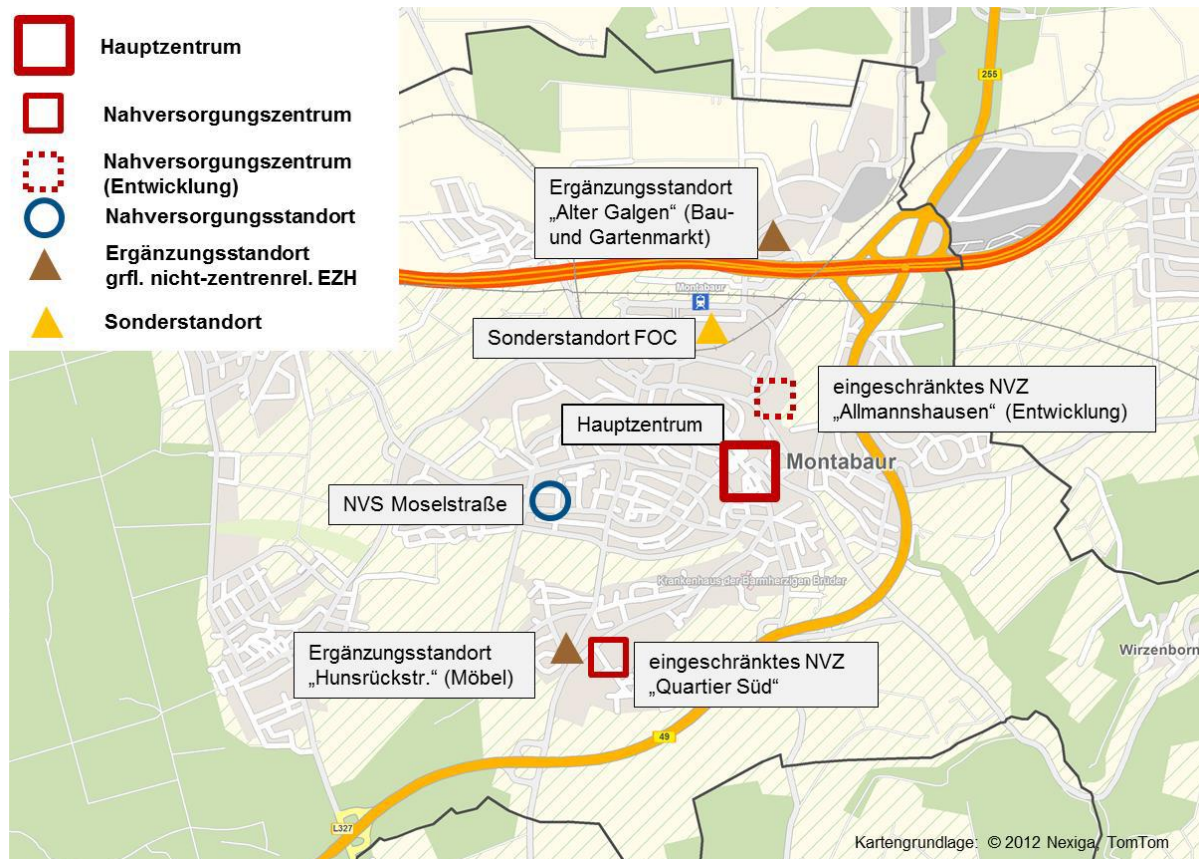 Hauptzentrum
Nahversorgungszentrum
Nahversorgungszentrum
(Entwicklung)
Nahversorgungsstandort
Ergänzungsstandort
grfl. nicht-zentrenrel. EZH
Sonderstandort
255
Ergänzungsstandort
„Alter Galgen“ (Bau-
und Gartenmarkt)
Montabaur
Sonderstandort FOC
eingeschränktes NVZ
„Allmannshausen“ (Entwicklung)
Hauptzentrum
Montabaur
NVS Moselstraße
Krankenhaus der Barmherzigen Brüder
Ergänzungsstandort
„Hunsrückstr.“ (Möbel)
eingeschränktes NVZ
„Quartier Süd“
Wirzenborn
49
L327
Kartengrundlage: © 2012 Nexiga, TomTom